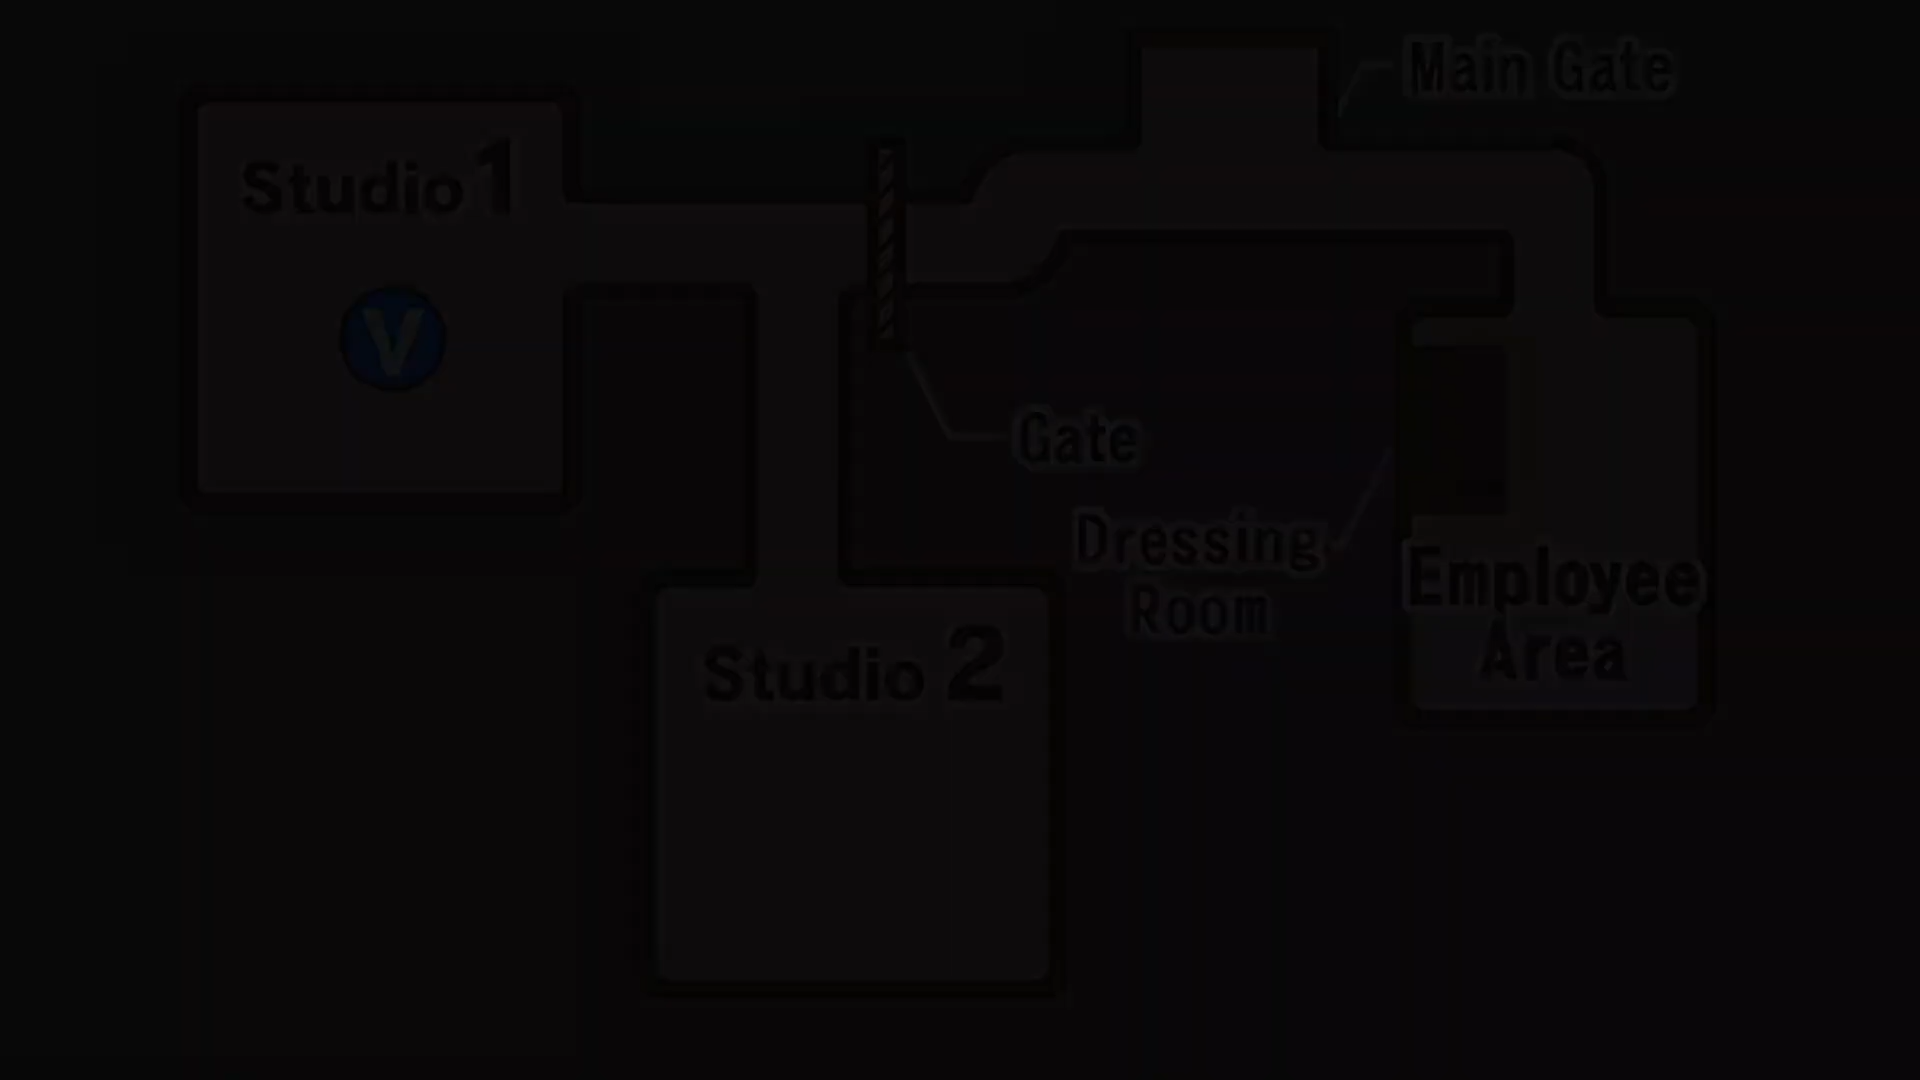 Main Gate
Studio 1
V
Gate
Dressing
Room
Employee
Area
Studio 2